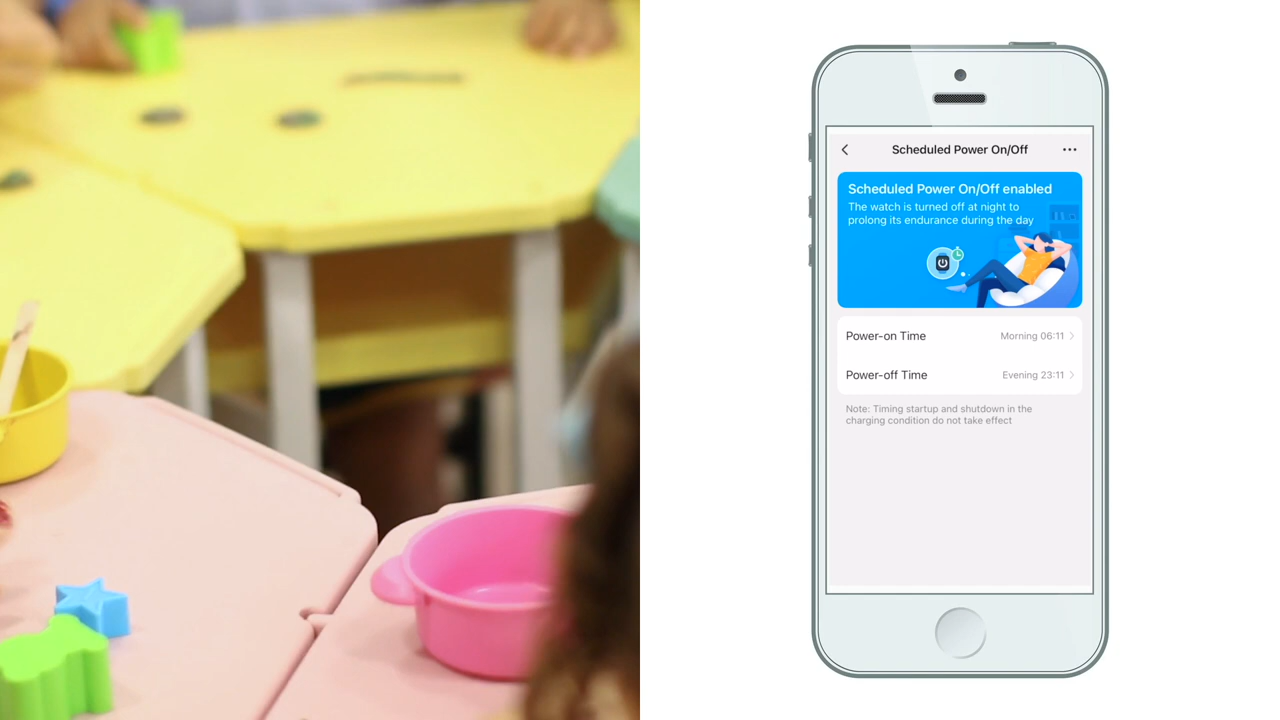 Scheduled Power On/Off
Scheduled Power On/Off enabled
The watch is turned off at night to
prolong its endurance during the day
Power-on Time Morning 06:11
Power-off Time Evening 23:11
Note: Timing startup and shutdown in the
charging condition do not take effect